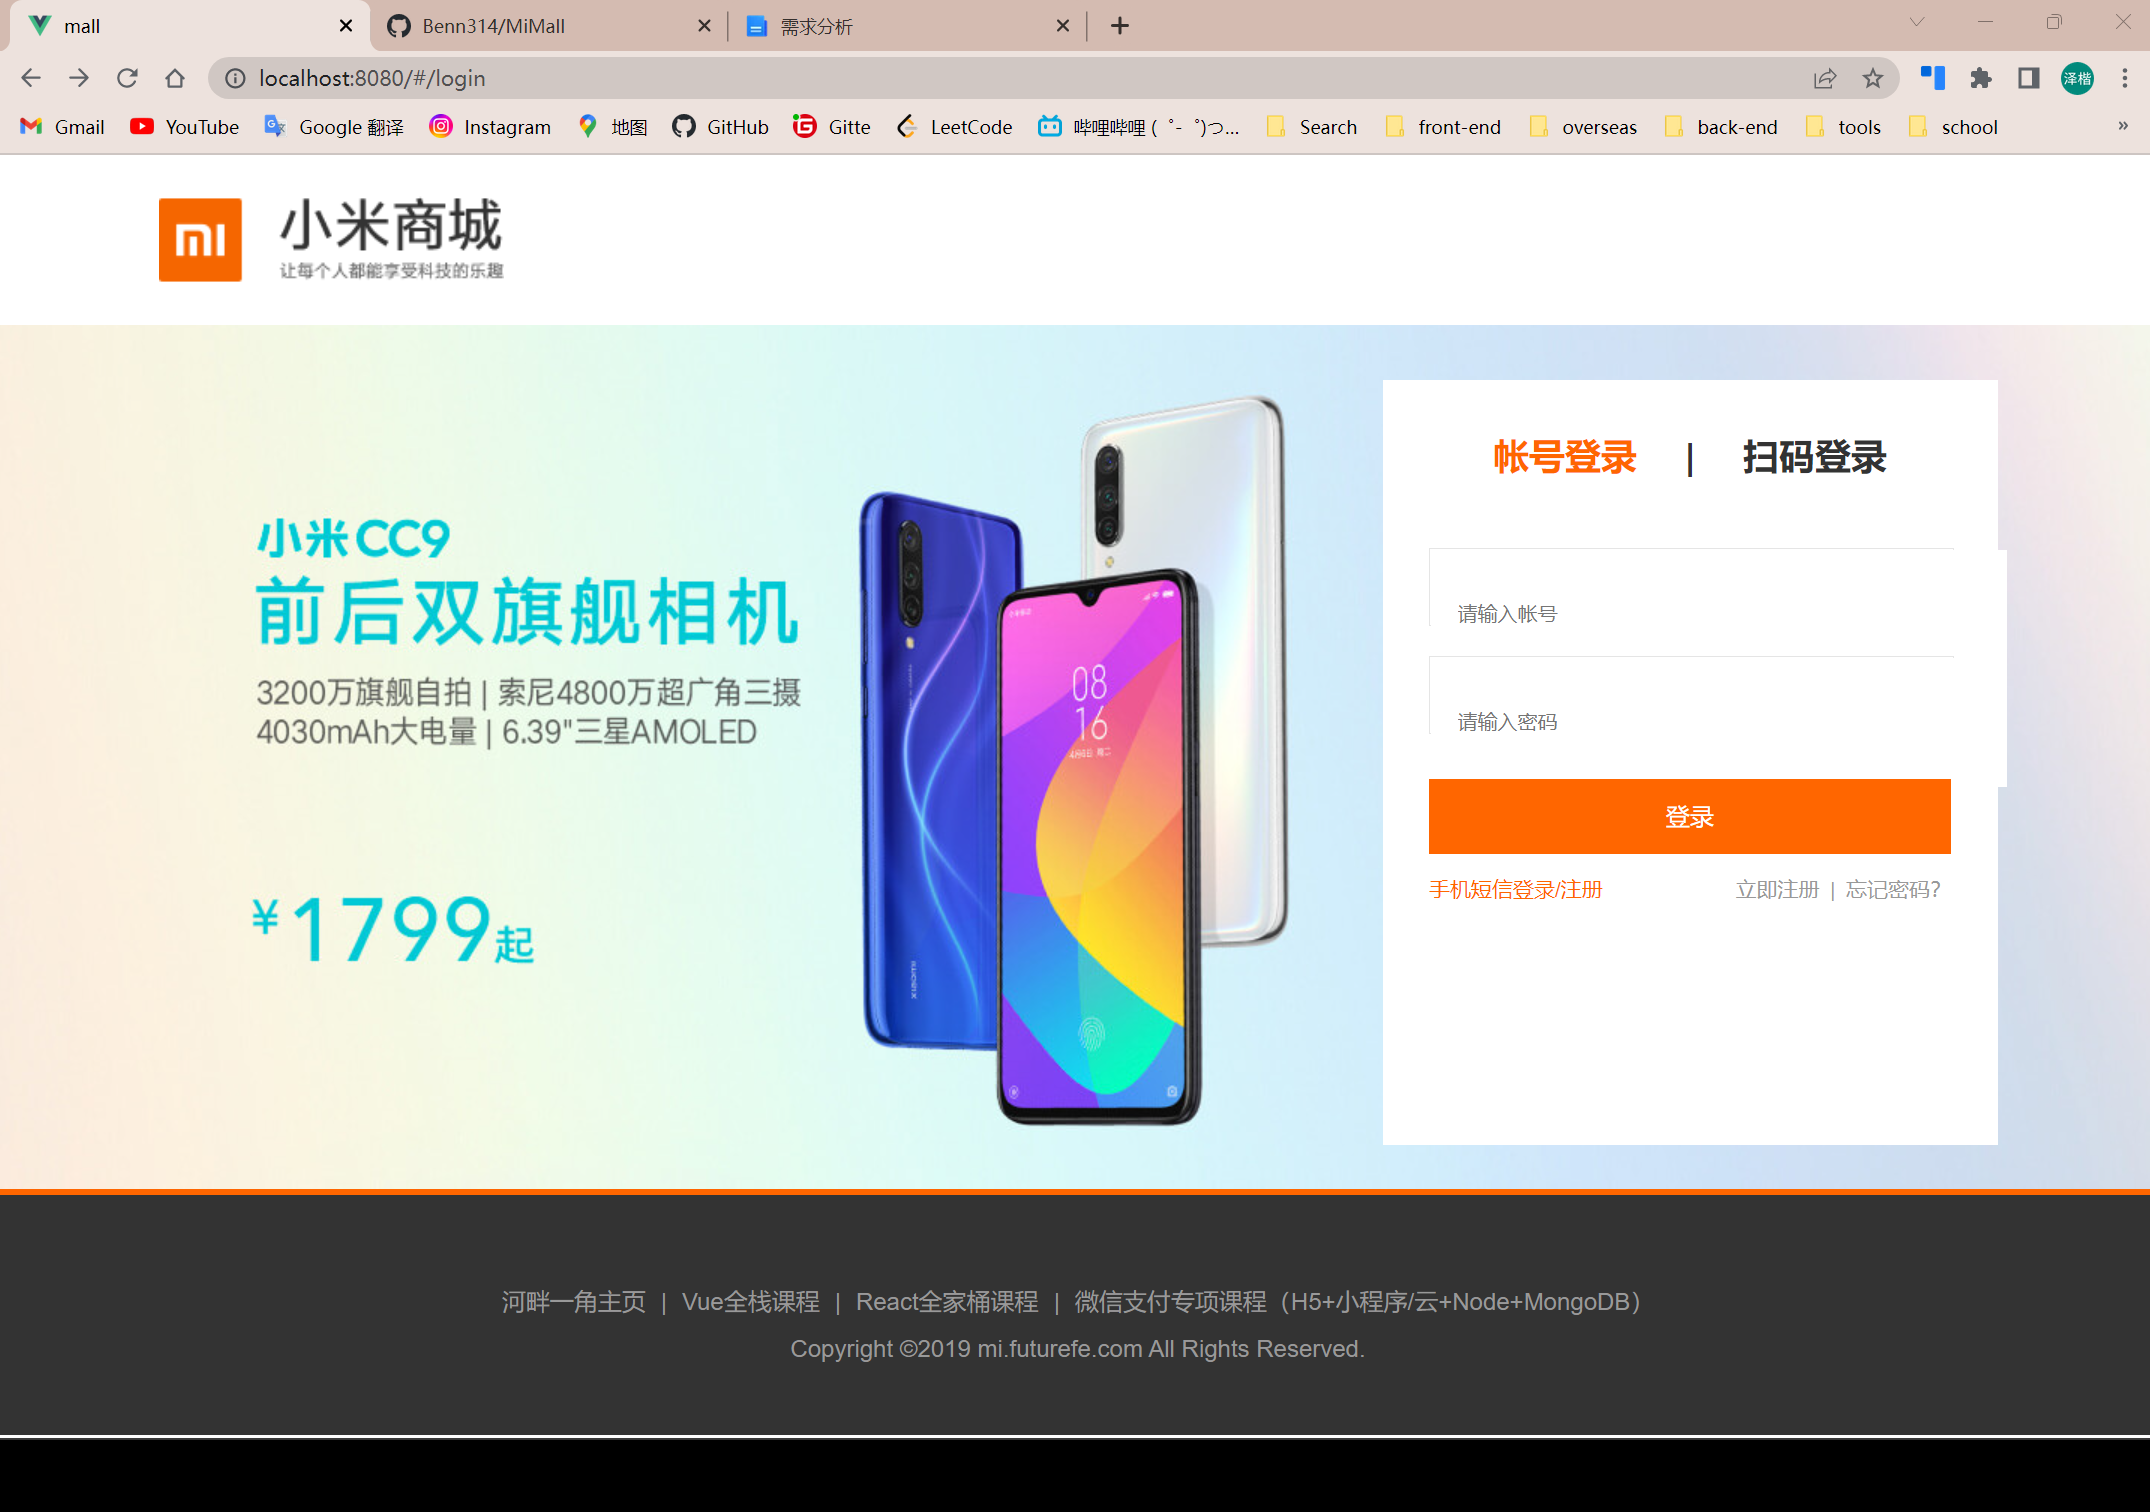 mall
Benn314/MiMall
需求分析
localhost:8080/#/login
泽楷
Gmail
YouTube
Google 翻译
Instagram
地图
GitHub
Gitte
LeetCode
哔哩哔哩 ( ゜- ゜)つ...
Search
front-end
overseas
back-end
tools
school
»
mi
小米商城
让每个人都能享受科技的乐趣
帐号登录 | 扫码登录
小米CC9
前后双旗舰相机
3200万旗舰自拍 | 索尼4800万超广角三摄
4030mAh大电量 | 6.39"三星AMOLED
¥1799起
08
16
请输入帐号
请输入密码
登录
手机短信登录/注册
立即注册 | 忘记密码?
河畔一角主页 | Vue全栈课程 | React全家桶课程 | 微信支付专项课程（H5+小程序/云+Node+MongoDB）
Copyright ©2019 mi.futurefe.com All Rights Reserved.